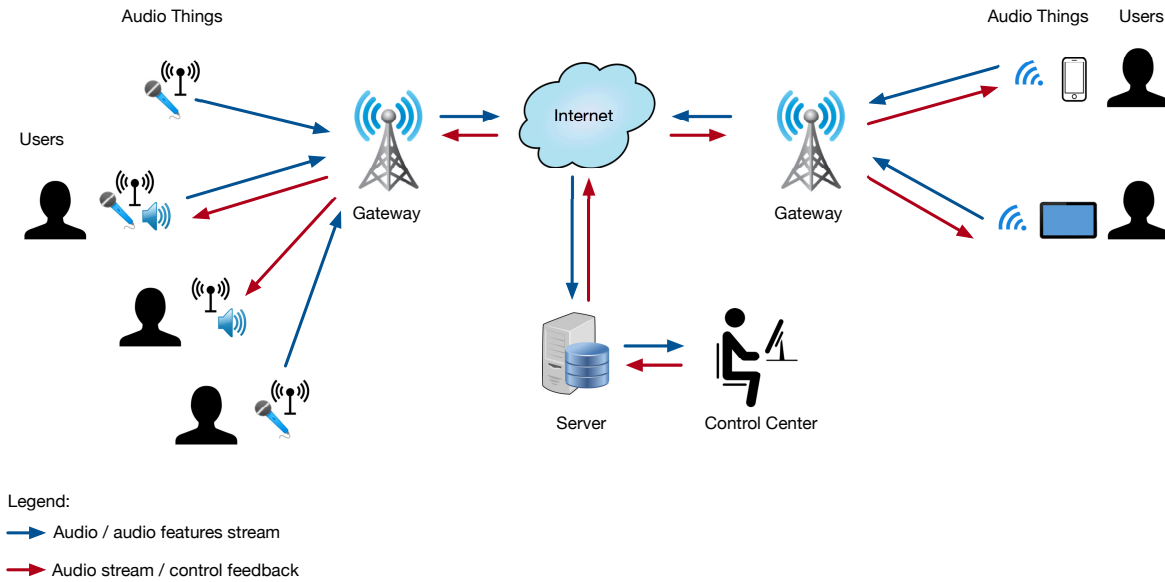 Audio Things
Audio Things
Users
Internet
Users
Gateway
Gateway
Server
Control Center
Legend:
Audio / audio features stream
Audio stream / control feedback